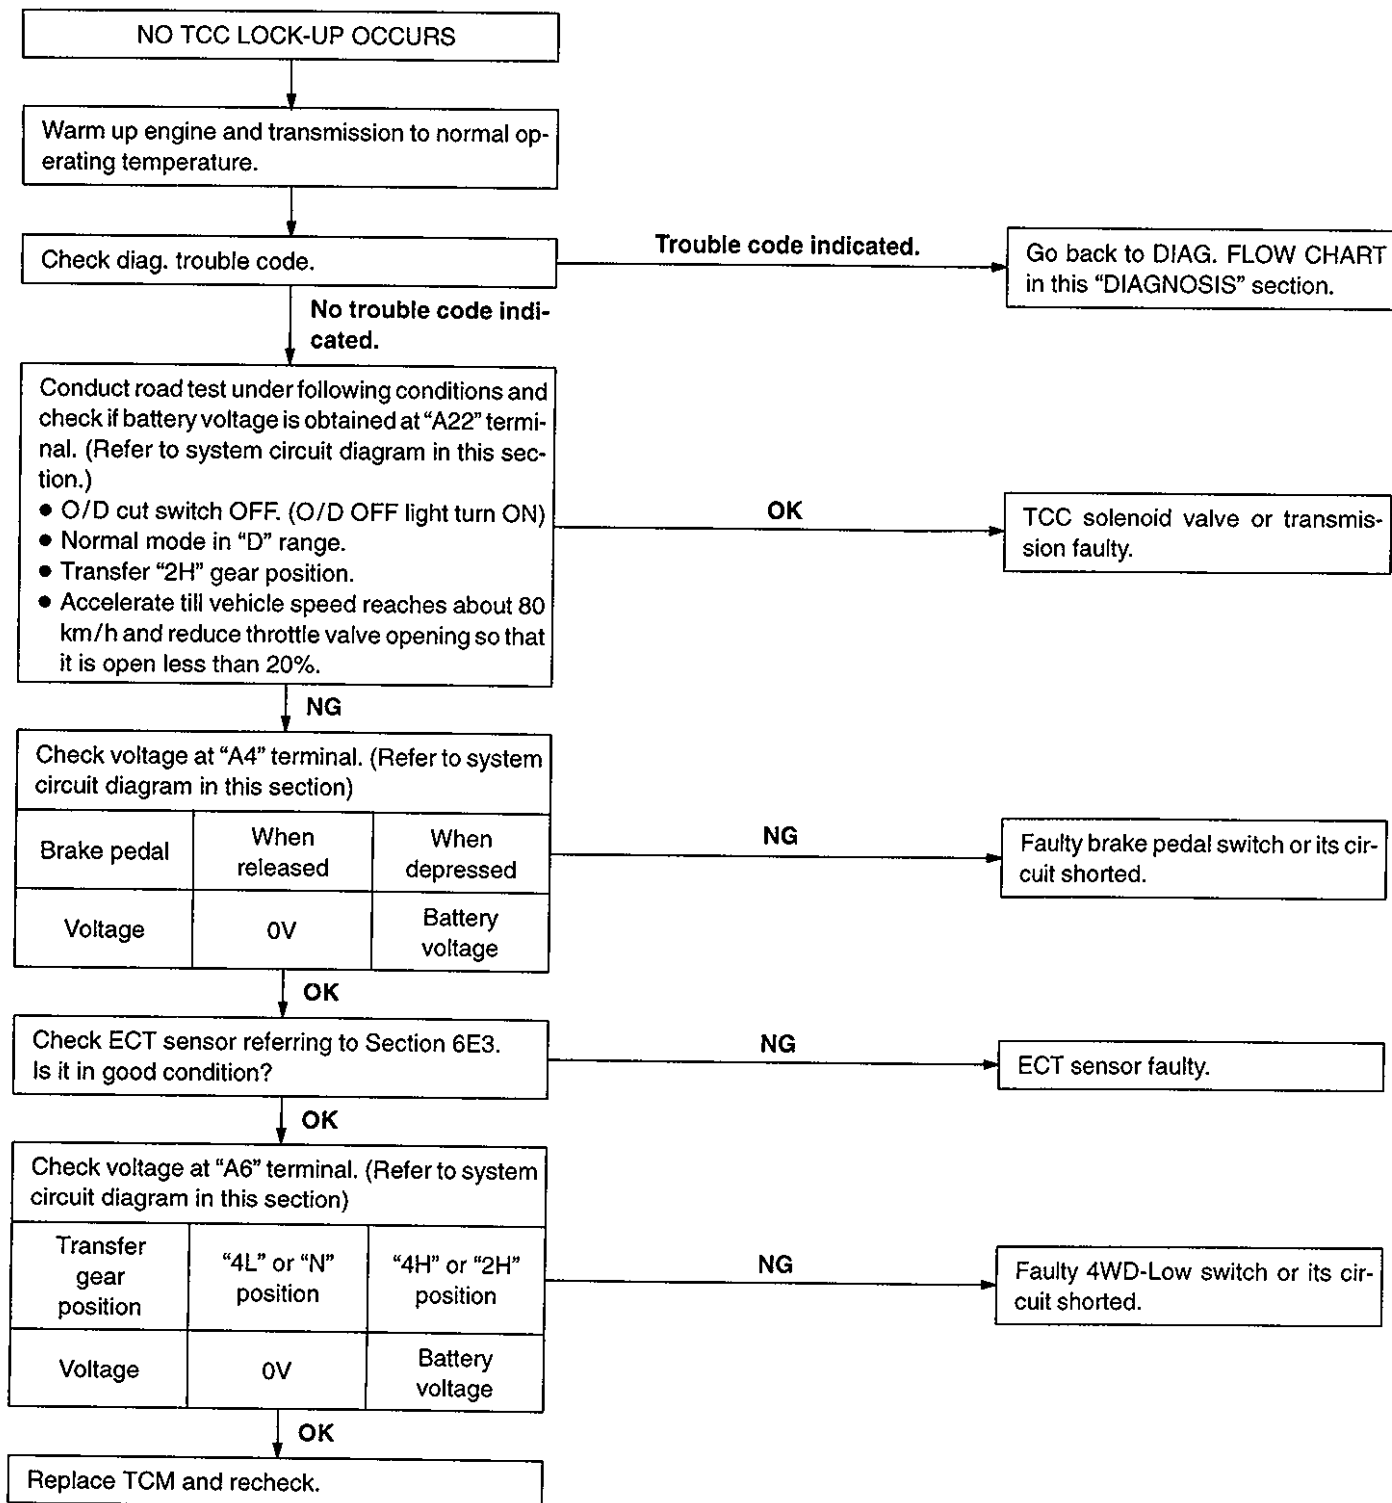 NO TCC LOCK-UP OCCURS
Warm up engine and transmission to normal op-
erating temperature.
Check diag. trouble code.
Trouble code indicated.
Go back to DIAG. FLOW CHART
in this “DIAGNOSIS” section.
No trouble code indi-
cated.
Conduct road test under following conditions and
check if battery voltage is obtained at “A22” termi-
nal. (Refer to system circuit diagram in this sec-
tion.)
● O/D cut switch OFF. (O/D OFF light turn ON)
● Normal mode in “D” range.
● Transfer “2H” gear position.
● Accelerate till vehicle speed reaches about 80
km/h and reduce throttle valve opening so that
it is open less than 20%.
OK
TCC solenoid valve or transmis-
sion faulty.
NG
Check voltage at “A4” terminal. (Refer to system
circuit diagram in this section)
Brake pedal
When
released
When
depressed
Voltage
0V
Battery
voltage
NG
Faulty brake pedal switch or its cir-
cuit shorted.
OK
Check ECT sensor referring to Section 6E3.
Is it in good condition?
NG
ECT sensor faulty.
OK
Check voltage at “A6” terminal. (Refer to system
circuit diagram in this section)
Transfer
gear
position
“4L” or “N”
position
“4H” or “2H”
position
Voltage
0V
Battery
voltage
NG
Faulty 4WD-Low switch or its cir-
cuit shorted.
OK
Replace TCM and recheck.